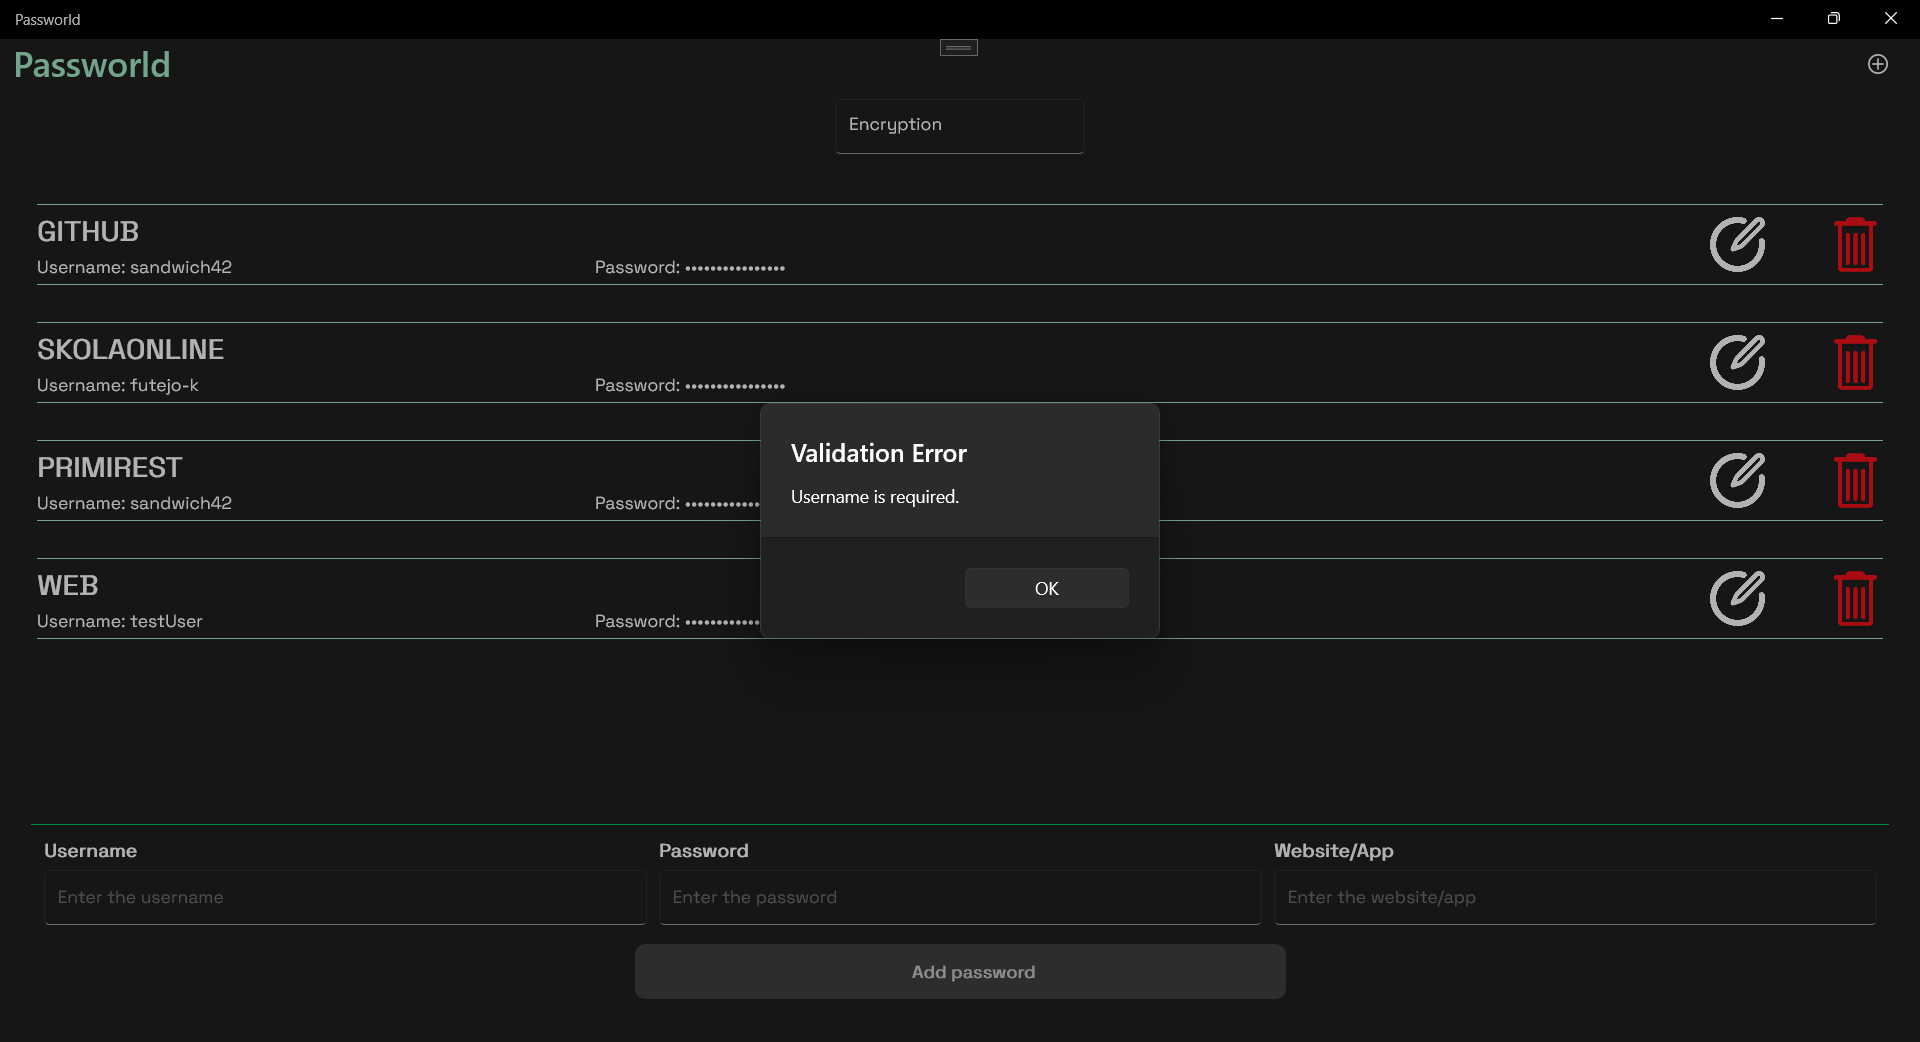 Passworld
Passworld
Encryption
GITHUB
Username: sandwich42
Password: ••••••••••••••••
SKOLAONLINE
Username: futejo-k
Password: ••••••••••••••••
PRIMIREST
Username: sandwich42
Password: ••••••••••••
WEB
Username: testUser
Password: ••••••••••••
Validation Error
Username is required.
OK
Username
Password
Website/App
Enter the username
Enter the password
Enter the website/app
Add password